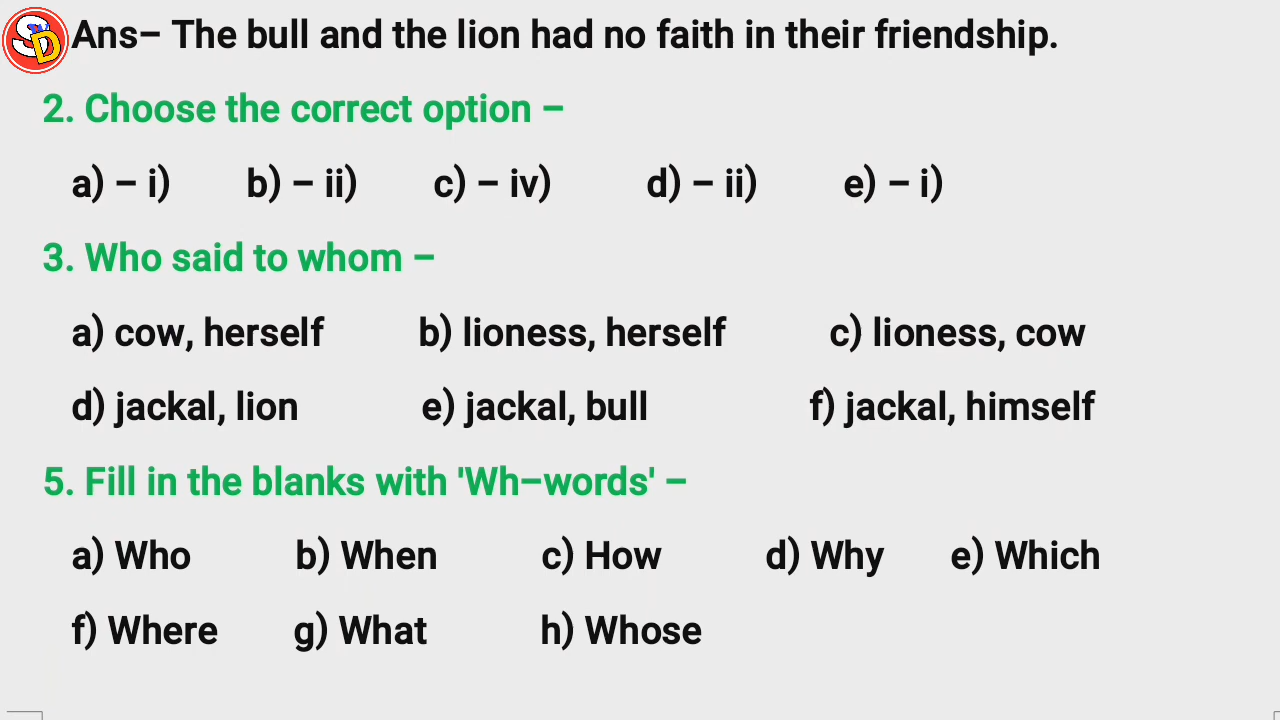 SD Ans– The bull and the lion had no faith in their friendship.
2. Choose the correct option –
a) – i) b) – ii) c) – iv) d) – ii) e) – i)
3. Who said to whom –
a) cow, herself b) lioness, herself c) lioness, cow
d) jackal, lion e) jackal, bull f) jackal, himself
5. Fill in the blanks with 'Wh–words' –
a) Who b) When c) How d) Why e) Which
f) Where g) What h) Whose